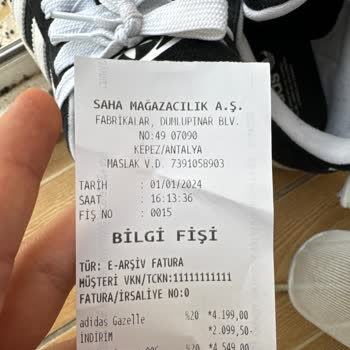 SAHA MAĞAZACILIK A.Ş.
FABRİKALAR, DUMLUPINAR BLV.
NO:49 07090
KEPEZ/ANTALYA
MASLAK V.D. 7391058903
TARİH : 01/01/2024
SAAT : 16:13:36
FİŞ NO : 0015
BİLGİ FİŞİ
TÜR: E-ARŞİV FATURA
MÜŞTERİ VKN/TCKN:11111111111
FATURA/İRSALİYE NO:0
adidas Gazelle %20 *4.199,00
İNDİRİM *2.099,50-
%20 *4.549,00